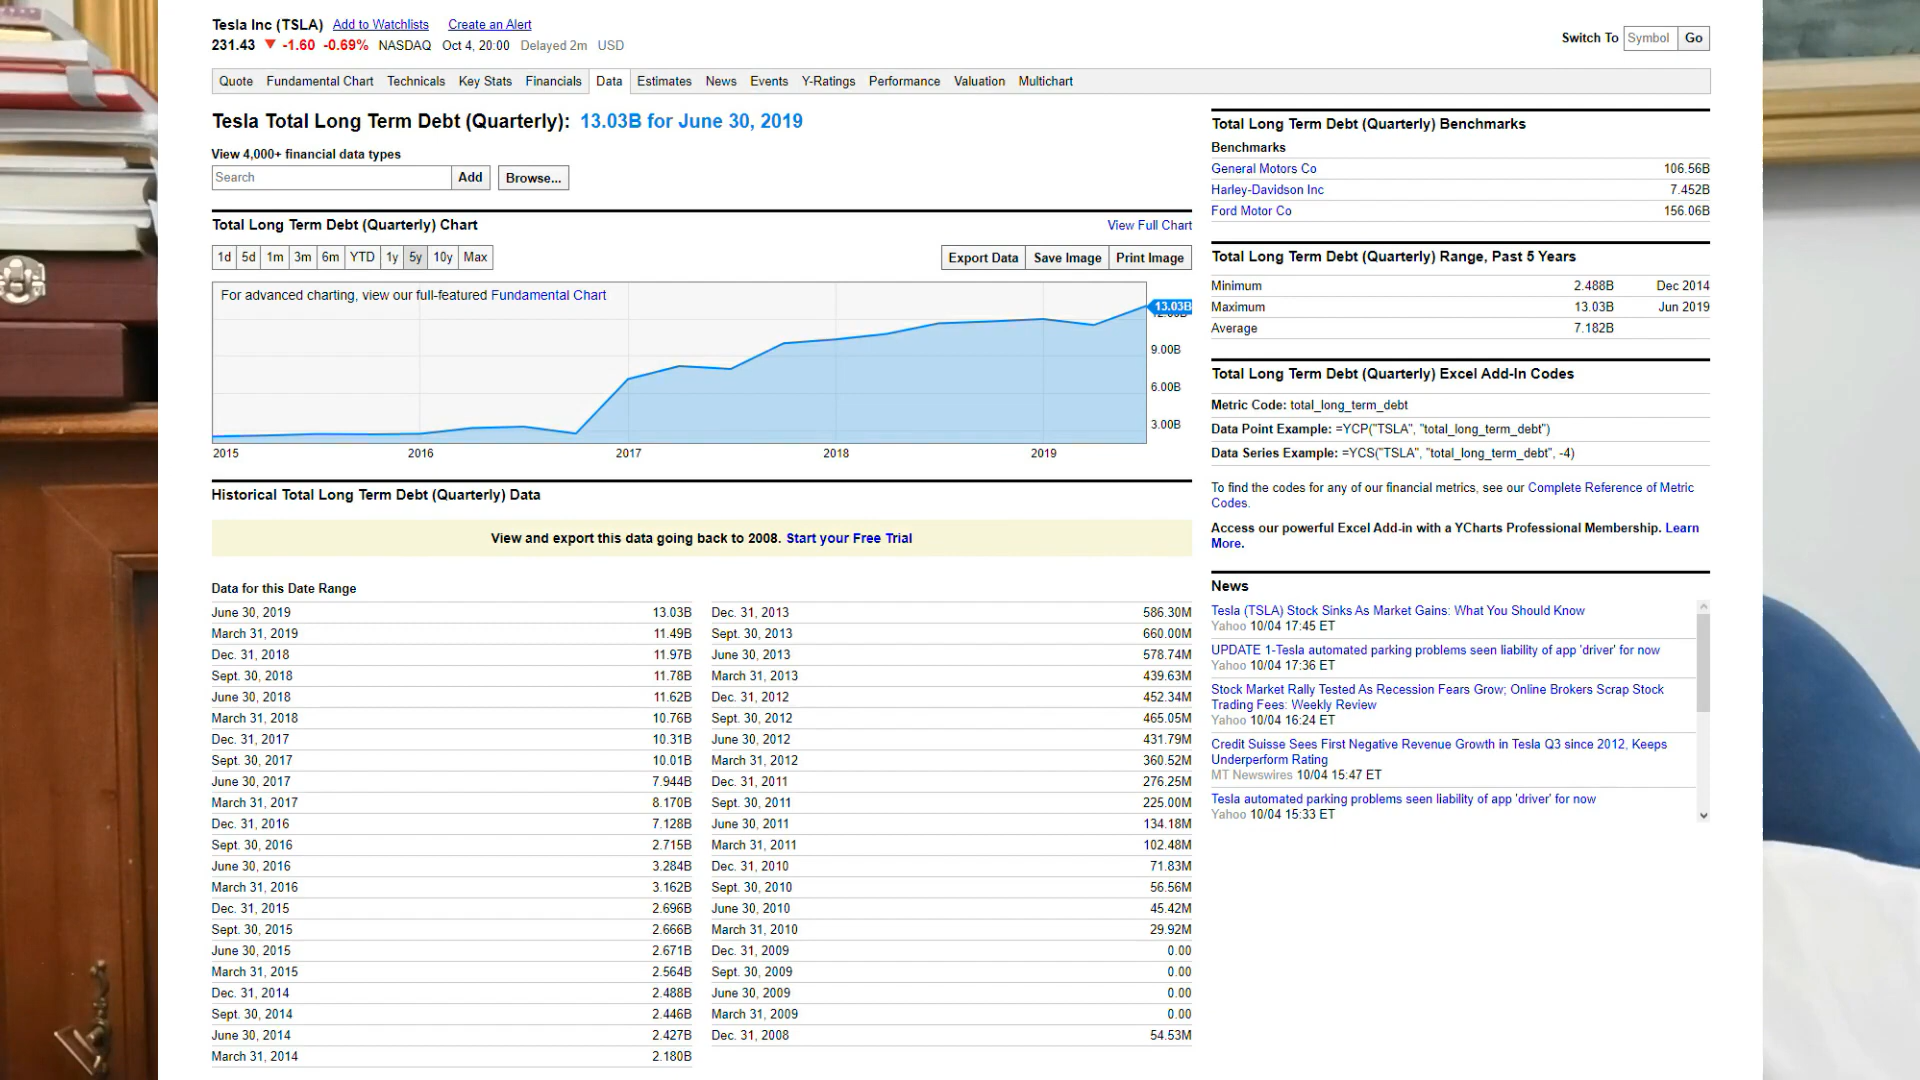 Tesla Inc (TSLA) Add to Watchlists Create an Alert
231.43 ▼ -1.60 -0.69% NASDAQ Oct 4, 20:00 Delayed 2m USD
Switch To Symbol Go
Quote Fundamental Chart Technicals Key Stats Financials Data Estimates News Events Y-Ratings Performance Valuation Multichart
Tesla Total Long Term Debt (Quarterly): 13.03B for June 30, 2019
View 4,000+ financial data types
Search Add Browse...
Total Long Term Debt (Quarterly) Chart View Full Chart
1d 5d 1m 3m 6m YTD 1y 5y 10y Max Export Data Save Image Print Image
For advanced charting, view our full-featured Fundamental Chart
13.03B
12.00B
9.00B
6.00B
3.00B
2015 2016 2017 2018 2019
Historical Total Long Term Debt (Quarterly) Data
View and export this data going back to 2008. Start your Free Trial
Data for this Date Range
June 30, 2019 13.03B
March 31, 2019 11.49B
Dec. 31, 2018 11.97B
Sept. 30, 2018 11.78B
June 30, 2018 11.62B
March 31, 2018 10.76B
Dec. 31, 2017 10.31B
Sept. 30, 2017 10.01B
June 30, 2017 7.944B
March 31, 2017 8.170B
Dec. 31, 2016 7.128B
Sept. 30, 2016 2.715B
June 30, 2016 3.284B
March 31, 2016 3.162B
Dec. 31, 2015 2.696B
Sept. 30, 2015 2.666B
June 30, 2015 2.671B
March 31, 2015 2.564B
Dec. 31, 2014 2.488B
Sept. 30, 2014 2.446B
June 30, 2014 2.427B
March 31, 2014 2.180B
Dec. 31, 2013 586.30M
Sept. 30, 2013 660.00M
June 30, 2013 578.74M
March 31, 2013 439.63M
Dec. 31, 2012 452.34M
Sept. 30, 2012 465.05M
June 30, 2012 431.79M
March 31, 2012 360.52M
Dec. 31, 2011 276.25M
Sept. 30, 2011 225.00M
June 30, 2011 134.18M
March 31, 2011 102.48M
Dec. 31, 2010 71.83M
Sept. 30, 2010 56.56M
June 30, 2010 45.42M
March 31, 2010 29.92M
Dec. 31, 2009 0.00
Sept. 30, 2009 0.00
June 30, 2009 0.00
March 31, 2009 0.00
Dec. 31, 2008 54.53M
Total Long Term Debt (Quarterly) Benchmarks
Benchmarks
General Motors Co 106.56B
Harley-Davidson Inc 7.452B
Ford Motor Co 156.06B
Total Long Term Debt (Quarterly) Range, Past 5 Years
Minimum 2.488B Dec 2014
Maximum 13.03B Jun 2019
Average 7.182B
Total Long Term Debt (Quarterly) Excel Add-In Codes
Metric Code: total_long_term_debt
Data Point Example: =YCP("TSLA", "total_long_term_debt")
Data Series Example: =YCS("TSLA", "total_long_term_debt", -4)
To find the codes for any of our financial metrics, see our Complete Reference of Metric
Codes.
Access our powerful Excel Add-in with a YCharts Professional Membership. Learn
More.
News
Tesla (TSLA) Stock Sinks As Market Gains: What You Should Know
Yahoo 10/04 17:45 ET
UPDATE 1-Tesla automated parking problems seen liability of app 'driver' for now
Yahoo 10/04 17:36 ET
Stock Market Rally Tested As Recession Fears Grow; Online Brokers Scrap Stock
Trading Fees: Weekly Review
Yahoo 10/04 16:24 ET
Credit Suisse Sees First Negative Revenue Growth in Tesla Q3 since 2012, Keeps
Underperform Rating
MT Newswires 10/04 15:47 ET
Tesla automated parking problems seen liability of app 'driver' for now
Yahoo 10/04 15:33 ET